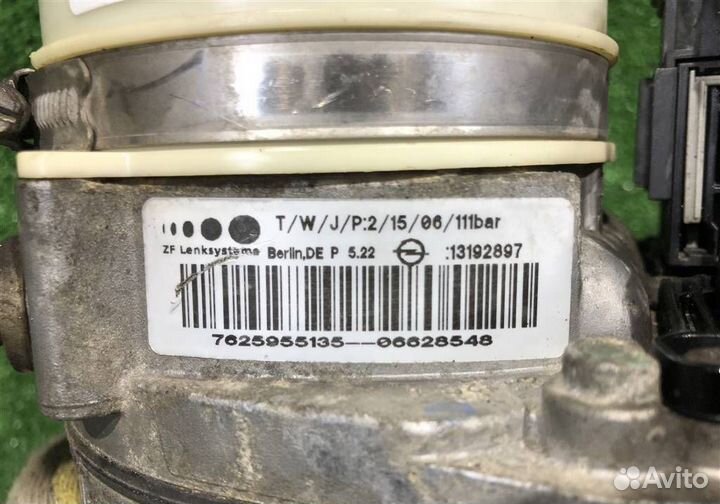 T/W/J/P:2/15/06/111bar
ZF Lenksysteme Berlin,DE P 5.22 :13192897
7625955135--06628548
Avito